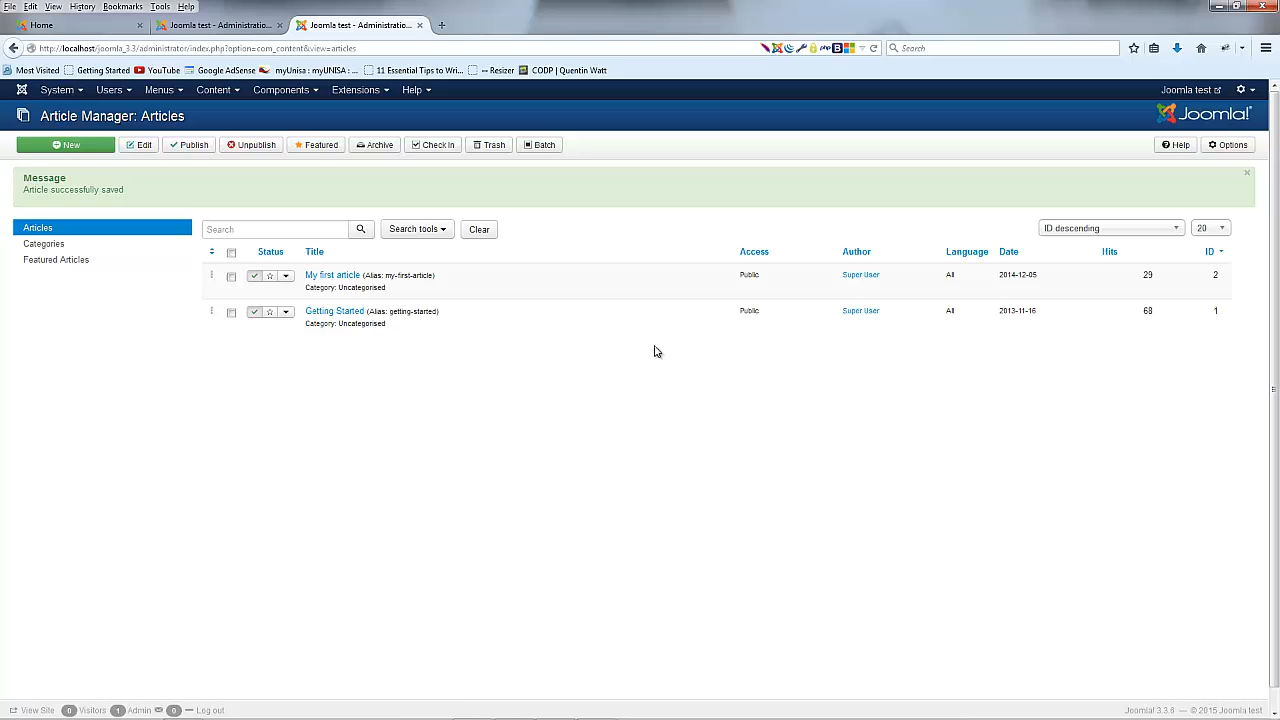 File Edit View History Bookmarks Tools Help
Home × Joomla test - Administratio... × Joomla test - Administratio... × +
http://localhost/joomla_3.3/administrator/index.php?option=com_content&view=articles php B Search
Most Visited Getting Started YouTube Google AdSense myUnisa : myUNISA : ... 11 Essential Tips to Wri... -- Resizer CODP | Quentin Watt
System Users Menus Content Components Extensions Help Joomla test
Article Manager: Articles Joomla!
New Edit Publish Unpublish Featured Archive Check In Trash Batch Help Options
Message ×
Article successfully saved
Articles
Categories
Featured Articles
Search Search tools Clear ID descending 20
Status Title Access Author Language Date Hits ID
My first article (Alias: my-first-article) Public Super User All 2014-12-05 29 2
Category: Uncategorised
Getting Started (Alias: getting-started) Public Super User All 2013-11-16 68 1
Category: Uncategorised
View Site 0 Visitors 1 Admin 0 Log out Joomla! 3.3.6 — © 2015 Joomla test